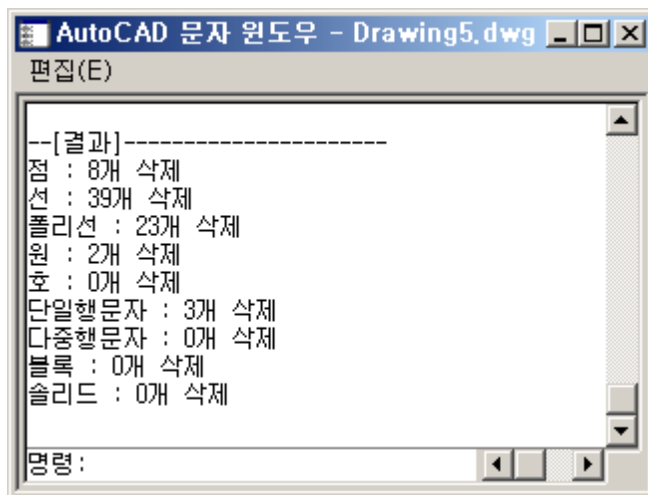 AutoCAD 문자 윈도우 - Drawing5.dwg
편집(E)
--[결과]----------------------
점 : 8개 삭제
선 : 39개 삭제
폴리선 : 23개 삭제
원 : 2개 삭제
호 : 0개 삭제
단일행문자 : 3개 삭제
다중행문자 : 0개 삭제
블록 : 0개 삭제
솔리드 : 0개 삭제
명령: